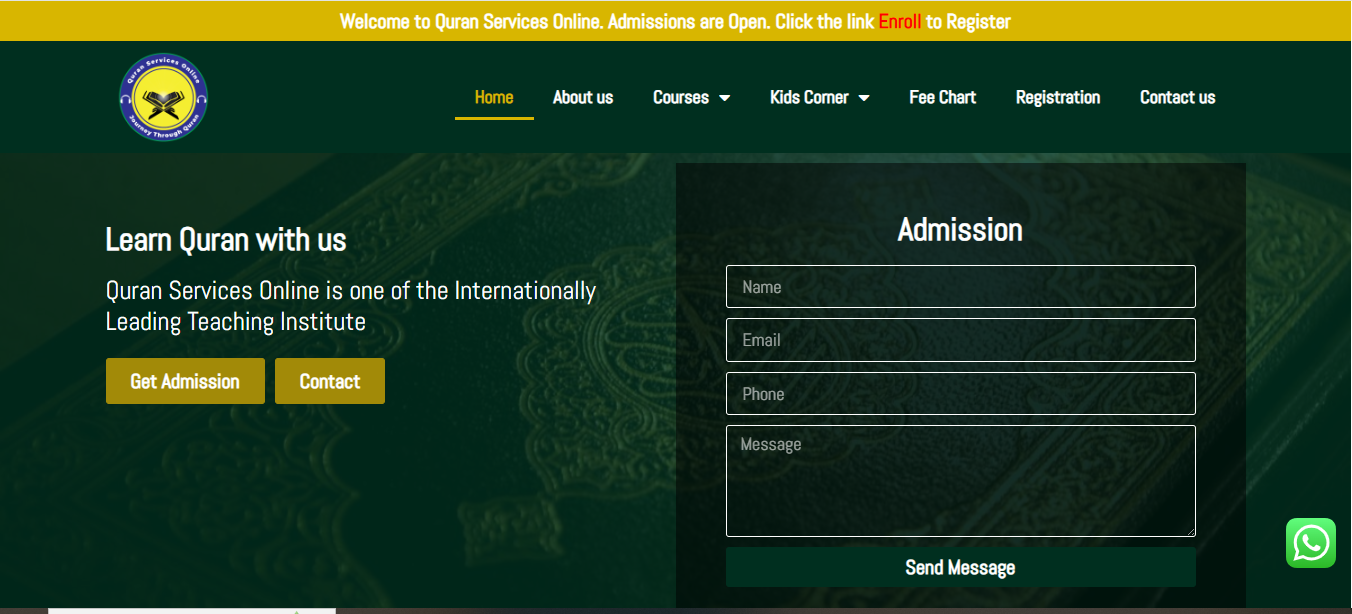 Welcome to Quran Services Online. Admissions are Open. Click the link Enroll to Register
Quran Services Online
Journey Through Quran
Home
About us
Courses
Kids Corner
Fee Chart
Registration
Contact us
Learn Quran with us
Quran Services Online is one of the Internationally
Leading Teaching Institute
Get Admission
Contact
Admission
Name
Email
Phone
Message
Send Message